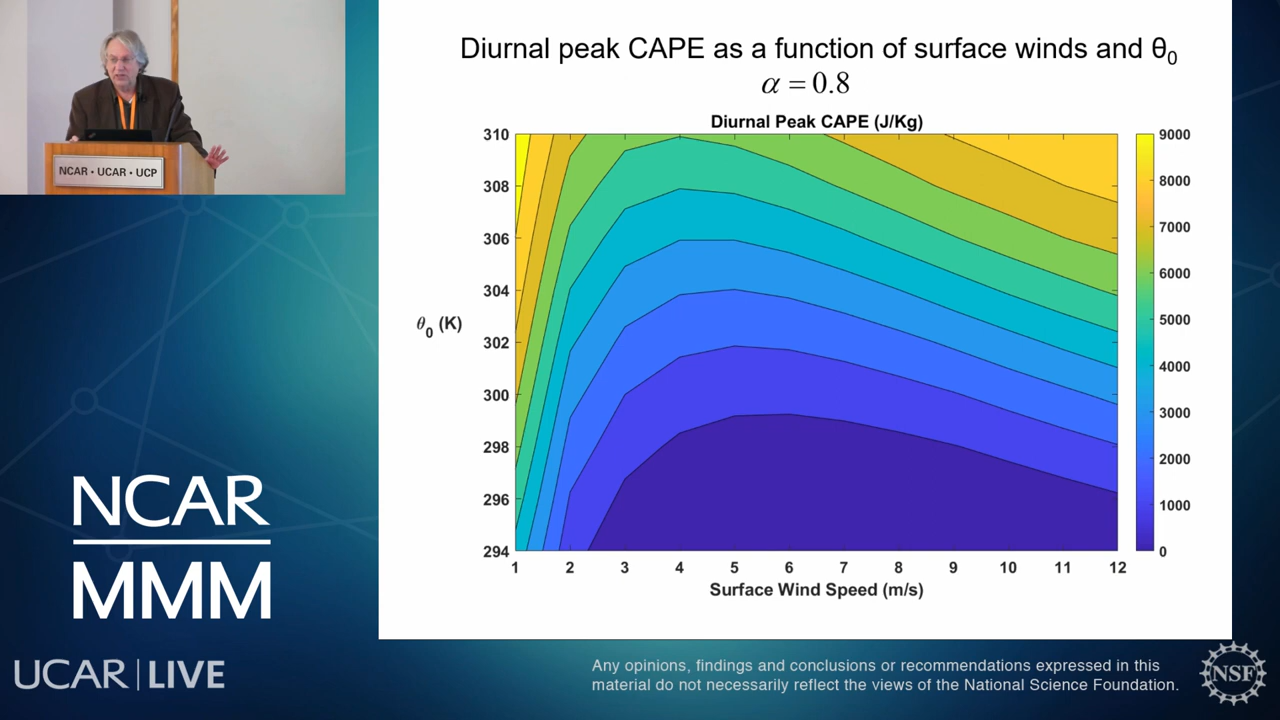 Diurnal peak CAPE as a function of surface winds and θ₀
α = 0.8
Diurnal Peak CAPE (J/Kg)
310
308
306
304
302
300
298
296
294
θ₀ (K)
1 2 3 4 5 6 7 8 9 10 11 12
Surface Wind Speed (m/s)
9000
8000
7000
6000
5000
4000
3000
2000
1000
0
NCAR • UCAR • UCP
NCAR
MMM
UCAR | LIVE
Any opinions, findings and conclusions or recommendations expressed in this
material do not necessarily reflect the views of the National Science Foundation.
NSF